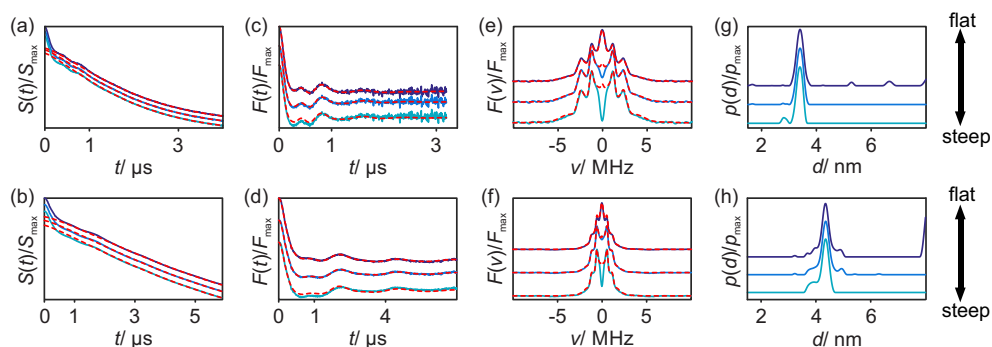 (a)
S(t)/Smax
0
1
3
t/ μs
(c)
F(t)/Fmax
0
1
3
t/ μs
(e)
F(ν)/Fmax
-5
0
5
ν/ MHz
(g)
p(d)/pmax
2
4
6
d/ nm
flat
steep
(b)
S(t)/Smax
0
1
3
5
t/ μs
(d)
F(t)/Fmax
0
1
4
t/ μs
(f)
F(ν)/Fmax
-5
0
5
ν/ MHz
(h)
p(d)/pmax
2
4
6
d/ nm
flat
steep